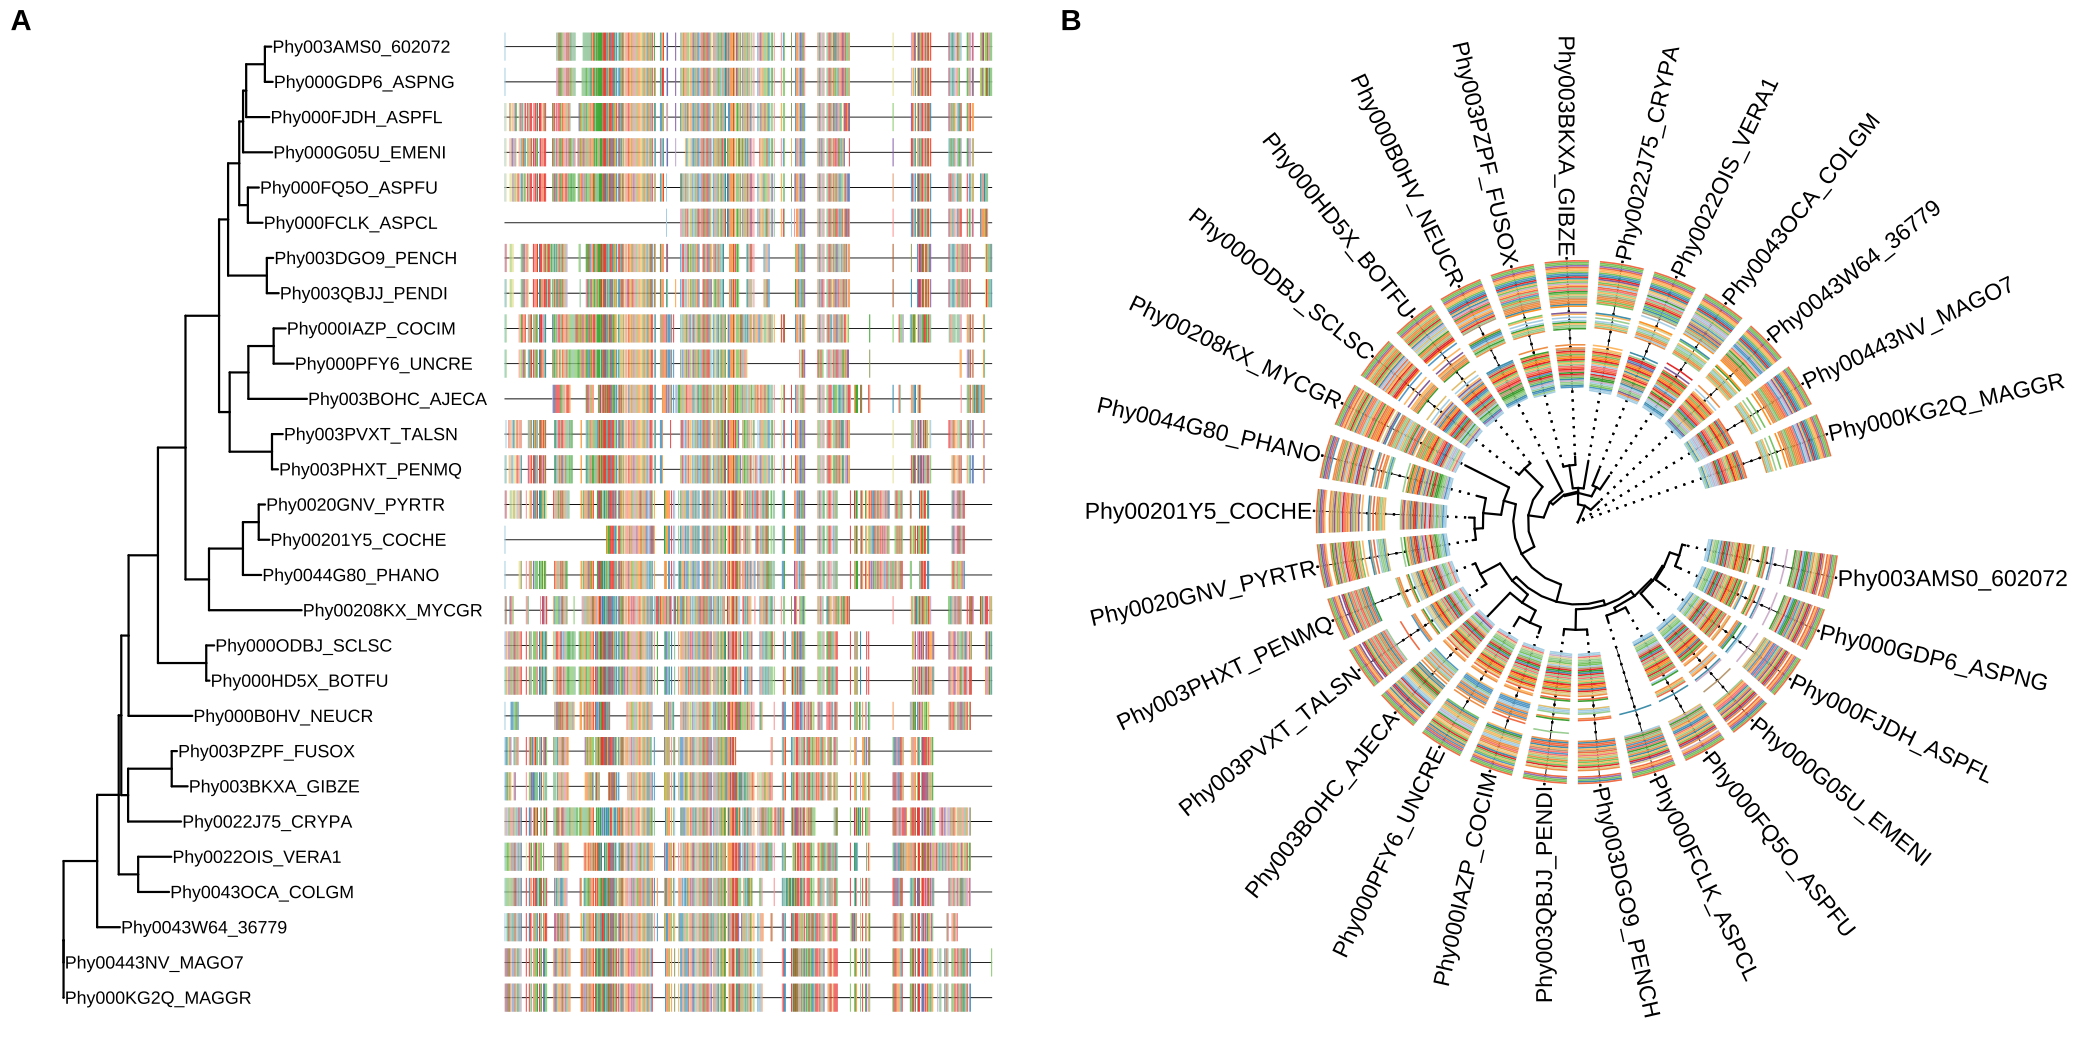 A
Phy003AMS0_602072
Phy000GDP6_ASPNG
Phy000FJDH_ASPFL
Phy000G05U_EMENI
Phy000FQ5O_ASPFU
Phy000FCLK_ASPCL
Phy003DGO9_PENCH
Phy003QBJJ_PENDI
Phy000IAZP_COCIM
Phy000PFY6_UNCRE
Phy003BOHC_AJECA
Phy003PVXT_TALSN
Phy003PHXT_PENMQ
Phy0020GNV_PYRTR
Phy00201Y5_COCHE
Phy0044G80_PHANO
Phy00208KX_MYCGR
Phy000ODBJ_SCLSC
Phy000HD5X_BOTFU
Phy000B0HV_NEUCR
Phy003PZPF_FUSOX
Phy003BKXA_GIBZE
Phy0022J75_CRYPA
Phy0022OIS_VERA1
Phy0043OCA_COLGM
Phy0043W64_36779
Phy00443NV_MAGO7
Phy000KG2Q_MAGGR
B
Phy003AMS0_602072
Phy000GDP6_ASPNG
Phy000FJDH_ASPFL
Phy000G05U_EMENI
Phy000FQ5O_ASPFU
Phy000FCLK_ASPCL
Phy003DGO9_PENCH
Phy003QBJJ_PENDI
Phy000IAZP_COCIM
Phy000PFY6_UNCRE
Phy003BOHC_AJECA
Phy003PVXT_TALSN
Phy003PHXT_PENMQ
Phy0020GNV_PYRTR
Phy00201Y5_COCHE
Phy0044G80_PHANO
Phy00208KX_MYCGR
Phy000ODBJ_SCLSC
Phy000HD5X_BOTFU
Phy000B0HV_NEUCR
Phy003PZPF_FUSOX
Phy003BKXA_GIBZE
Phy0022J75_CRYPA
Phy0022OIS_VERA1
Phy0043OCA_COLGM
Phy0043W64_36779
Phy00443NV_MAGO7
Phy000KG2Q_MAGGR